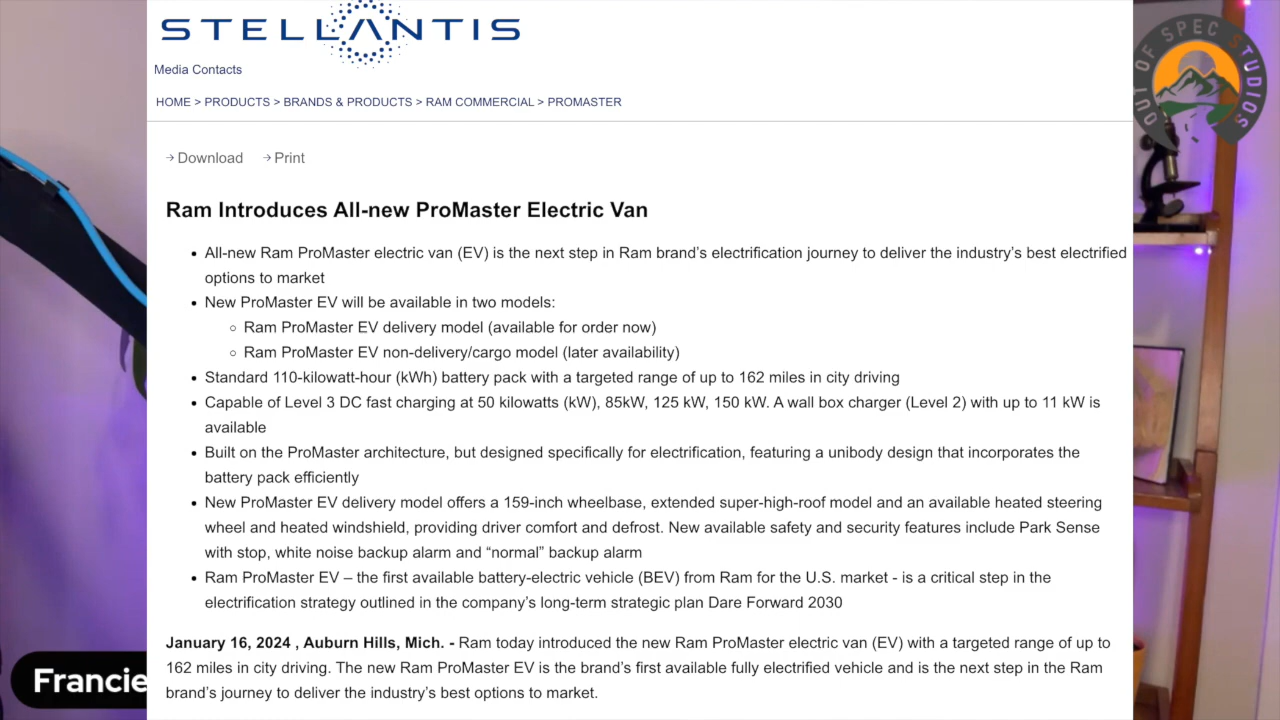 STELLANTIS
Media Contacts
HOME > PRODUCTS > BRANDS & PRODUCTS > RAM COMMERCIAL > PROMASTER
→ Download → Print
Ram Introduces All-new ProMaster Electric Van
• All-new Ram ProMaster electric van (EV) is the next step in Ram brand’s electrification journey to deliver the industry’s best electrified
options to market
• New ProMaster EV will be available in two models:
○ Ram ProMaster EV delivery model (available for order now)
○ Ram ProMaster EV non-delivery/cargo model (later availability)
• Standard 110-kilowatt-hour (kWh) battery pack with a targeted range of up to 162 miles in city driving
• Capable of Level 3 DC fast charging at 50 kilowatts (kW), 85kW, 125 kW, 150 kW. A wall box charger (Level 2) with up to 11 kW is
available
• Built on the ProMaster architecture, but designed specifically for electrification, featuring a unibody design that incorporates the
battery pack efficiently
• New ProMaster EV delivery model offers a 159-inch wheelbase, extended super-high-roof model and an available heated steering
wheel and heated windshield, providing driver comfort and defrost. New available safety and security features include Park Sense
with stop, white noise backup alarm and “normal” backup alarm
• Ram ProMaster EV – the first available battery-electric vehicle (BEV) from Ram for the U.S. market - is a critical step in the
electrification strategy outlined in the company’s long-term strategic plan Dare Forward 2030
January 16, 2024 , Auburn Hills, Mich. - Ram today introduced the new Ram ProMaster electric van (EV) with a targeted range of up to
162 miles in city driving. The new Ram ProMaster EV is the brand’s first available fully electrified vehicle and is the next step in the Ram
brand’s journey to deliver the industry’s best options to market.
Francie
OUT OF SPEC STUDIOS